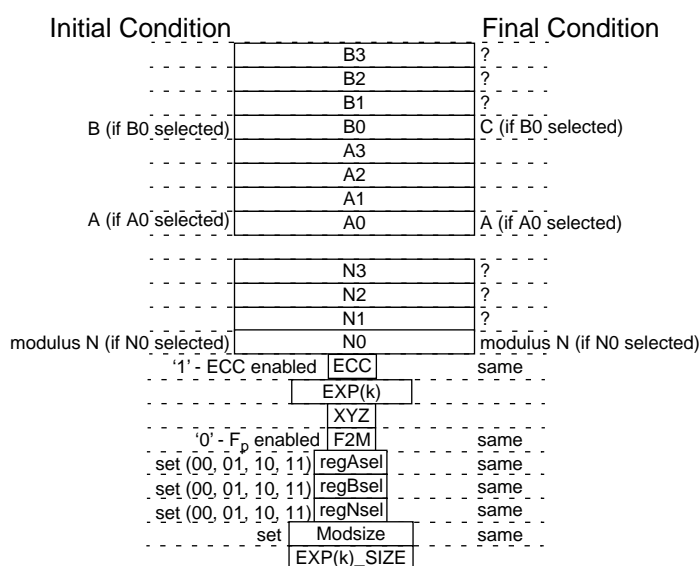 Initial Condition Final Condition
B3 ?
B2 ?
B1 ?
B (if B0 selected) B0 C (if B0 selected)
A3
A2
A1
A (if A0 selected) A0 A (if A0 selected)
N3 ?
N2 ?
N1 ?
modulus N (if N0 selected) N0 modulus N (if N0 selected)
‘1’ - ECC enabled ECC same
EXP(k)
XYZ
‘0’ - Fp enabled F2M same
set (00, 01, 10, 11) regAsel same
set (00, 01, 10, 11) regBsel same
set (00, 01, 10, 11) regNsel same
set Modsize same
EXP(k)_SIZE